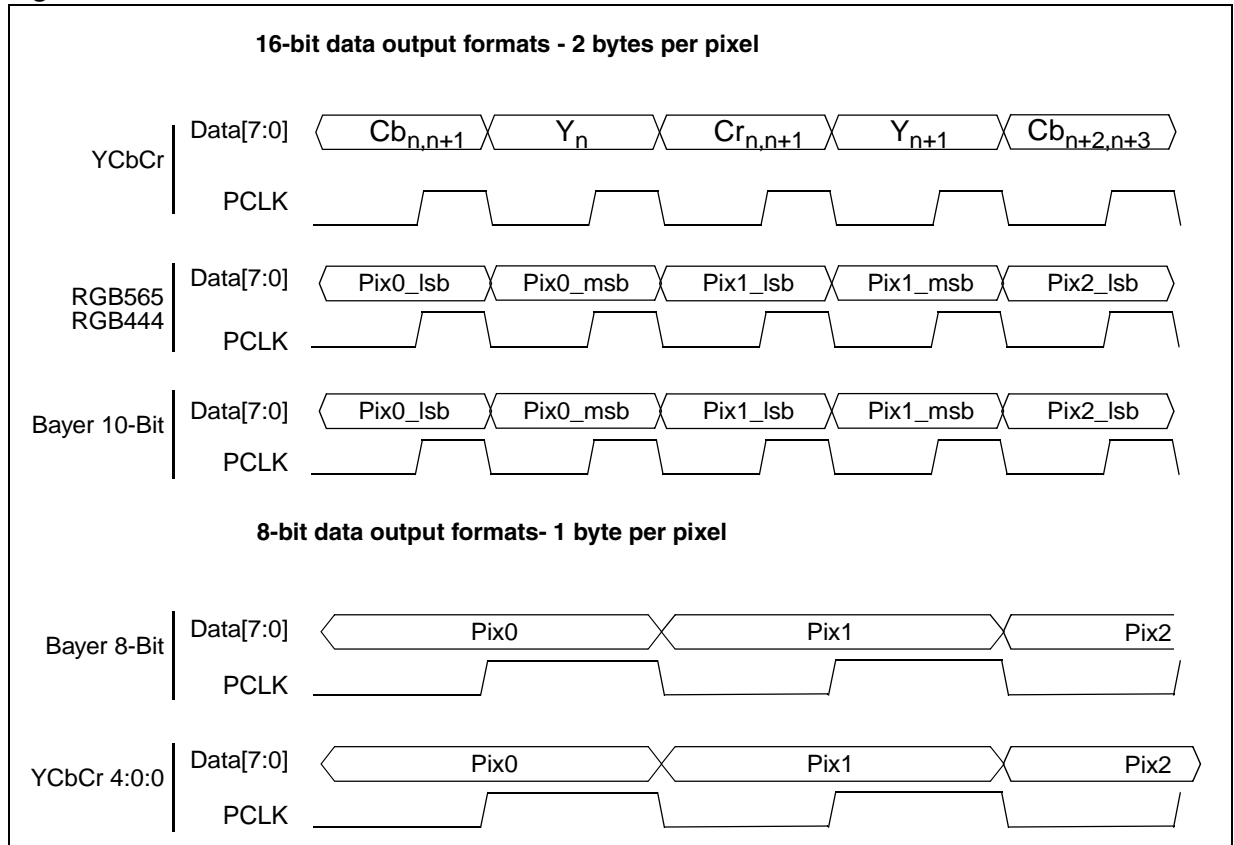 16-bit data output formats - 2 bytes per pixel
YCbCr
Data[7:0]
Cbn,n+1
Yn
Crn,n+1
Yn+1
Cbn+2,n+3
PCLK
RGB565
RGB444
Data[7:0]
Pix0_lsb
Pix0_msb
Pix1_lsb
Pix1_msb
Pix2_lsb
PCLK
Bayer 10-Bit
Data[7:0]
Pix0_lsb
Pix0_msb
Pix1_lsb
Pix1_msb
Pix2_lsb
PCLK
8-bit data output formats- 1 byte per pixel
Bayer 8-Bit
Data[7:0]
Pix0
Pix1
Pix2
PCLK
YCbCr 4:0:0
Data[7:0]
Pix0
Pix1
Pix2
PCLK